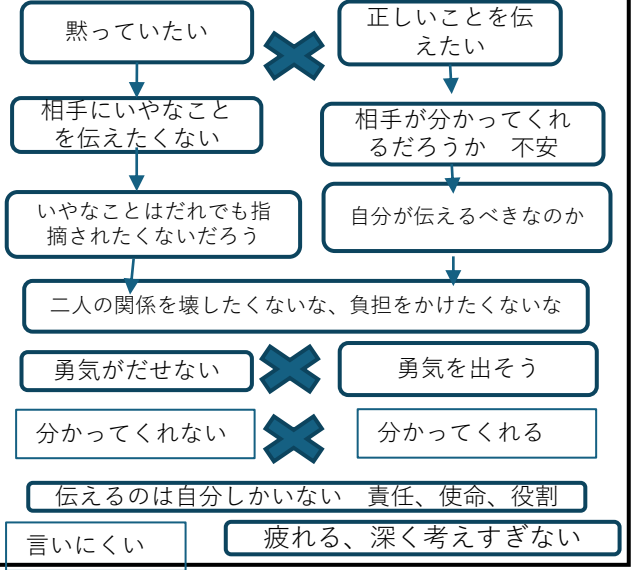 黙っていたい
正しいことを伝
えたい
相手にいやなこと
を伝えたくない
相手が分かってくれ
るだろうか　不安
いやなことはだれでも指
摘されたくないだろう
自分が伝えるべきなのか
二人の関係を壊したくないな、負担をかけたくないな
勇気がだせない
勇気を出そう
分かってくれない
分かってくれる
伝えるのは自分しかいない　責任、使命、役割
言いにくい
疲れる、深く考えすぎない